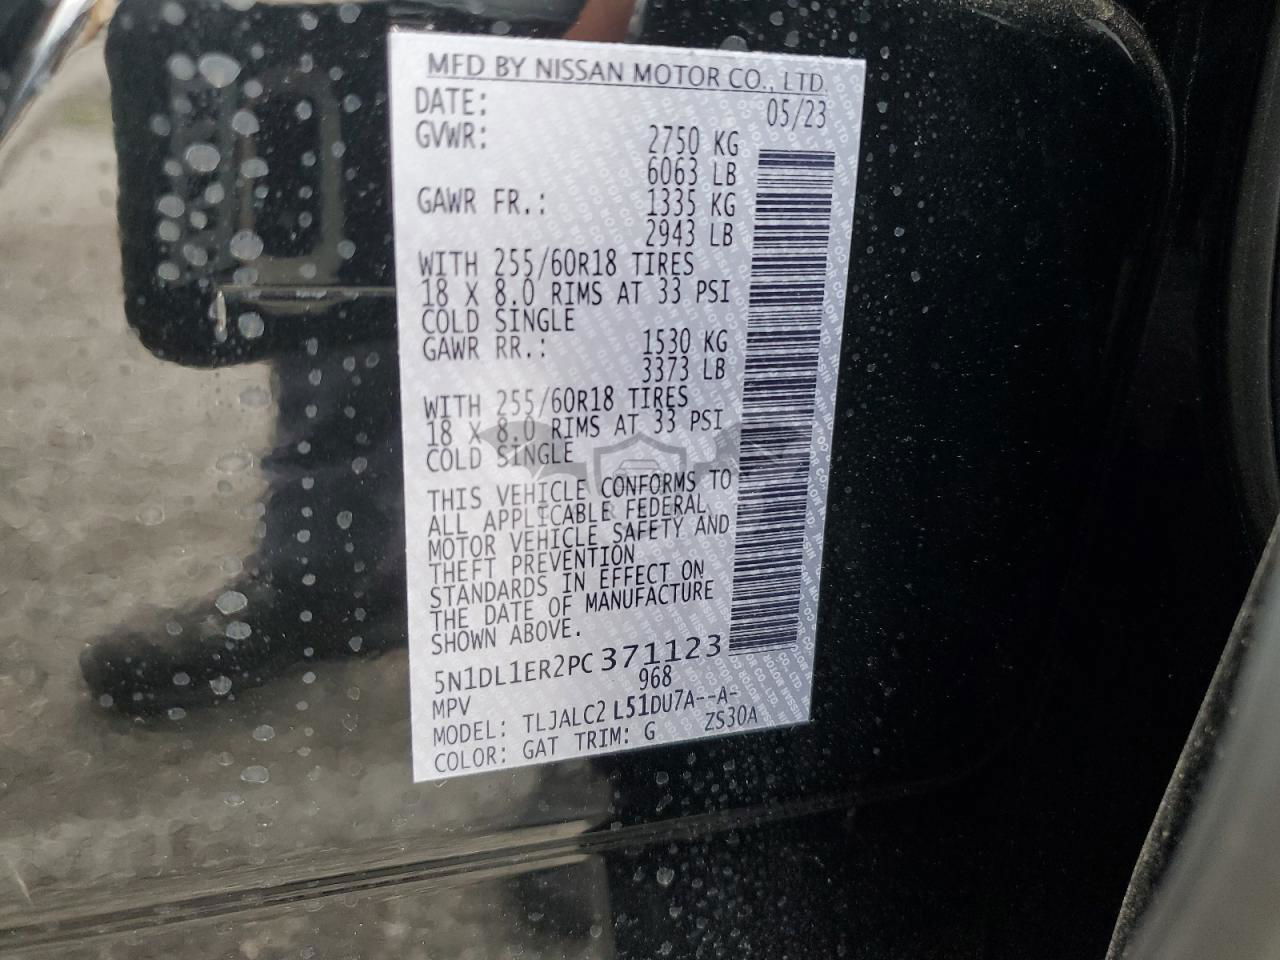 MFD BY NISSAN MOTOR CO., LTD.
DATE: 05/23
GVWR: 2750 KG
6063 LB
GAWR FR.: 1335 KG
2943 LB
WITH 255/60R18 TIRES
18 X 8.0 RIMS AT 33 PSI
COLD SINGLE
GAWR RR.: 1530 KG
3373 LB
WITH 255/60R18 TIRES
18 X 8.0 RIMS AT 33 PSI
COLD SINGLE
THIS VEHICLE CONFORMS TO
ALL APPLICABLE FEDERAL
MOTOR VEHICLE SAFETY AND
THEFT PREVENTION
STANDARDS IN EFFECT ON
THE DATE OF MANUFACTURE
SHOWN ABOVE.
5N1DL1ER2PC371123
MPV 968
MODEL: TLJALC2 L51DU7A--A-
COLOR: GAT TRIM: G ZS30A